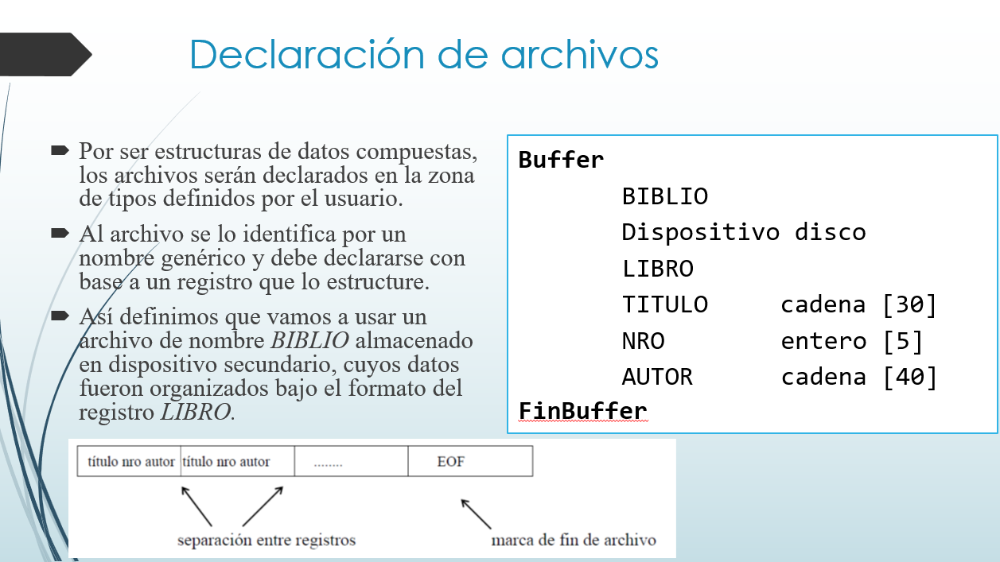 Declaración de archivos
Por ser estructuras de datos compuestas,
los archivos serán declarados en la zona
de tipos definidos por el usuario.
Al archivo se lo identifica por un
nombre genérico y debe declararse con
base a un registro que lo estructure.
Así definimos que vamos a usar un
archivo de nombre BIBLIO almacenado
en dispositivo secundario, cuyos datos
fueron organizados bajo el formato del
registro LIBRO.
Buffer
BIBLIO
Dispositivo disco
LIBRO
TITULO cadena [30]
NRO entero [5]
AUTOR cadena [40]
FinBuffer
título nro autor título nro autor ........ EOF
separación entre registros marca de fin de archivo